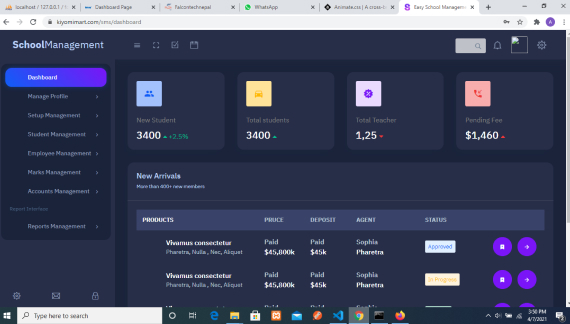 localhost / 127.0.0.1 /
Dashboard Page
Falcontechnepal
WhatsApp
Animate.css | A cross-
Easy School Management
kiyomimart.com/sms/dashboard
SchoolManagement
Dashboard
Manage Profile
Setup Management
Student Management
Employee Management
Marks Management
Accounts Management
Report Interface
Reports Management
New Student
3400 +2.5%
Total students
3400
Total Teacher
1,25
Pending Fee
$1,460
New Arrivals
More than 400+ new members
PRODUCTS PRUICE DEPOSIT AGENT STATUS
Vivamus consectetur Paid Paid Sophia Approved
Pharetra, Nulla , Nec, Aliquet $45,800k $45k Pharetra
Vivamus consectetur Paid Paid Sophia In Progress
Pharetra, Nulla , Nec, Aliquet $45,800k $45k Pharetra
Type here to search
3:50 PM
4/7/2021